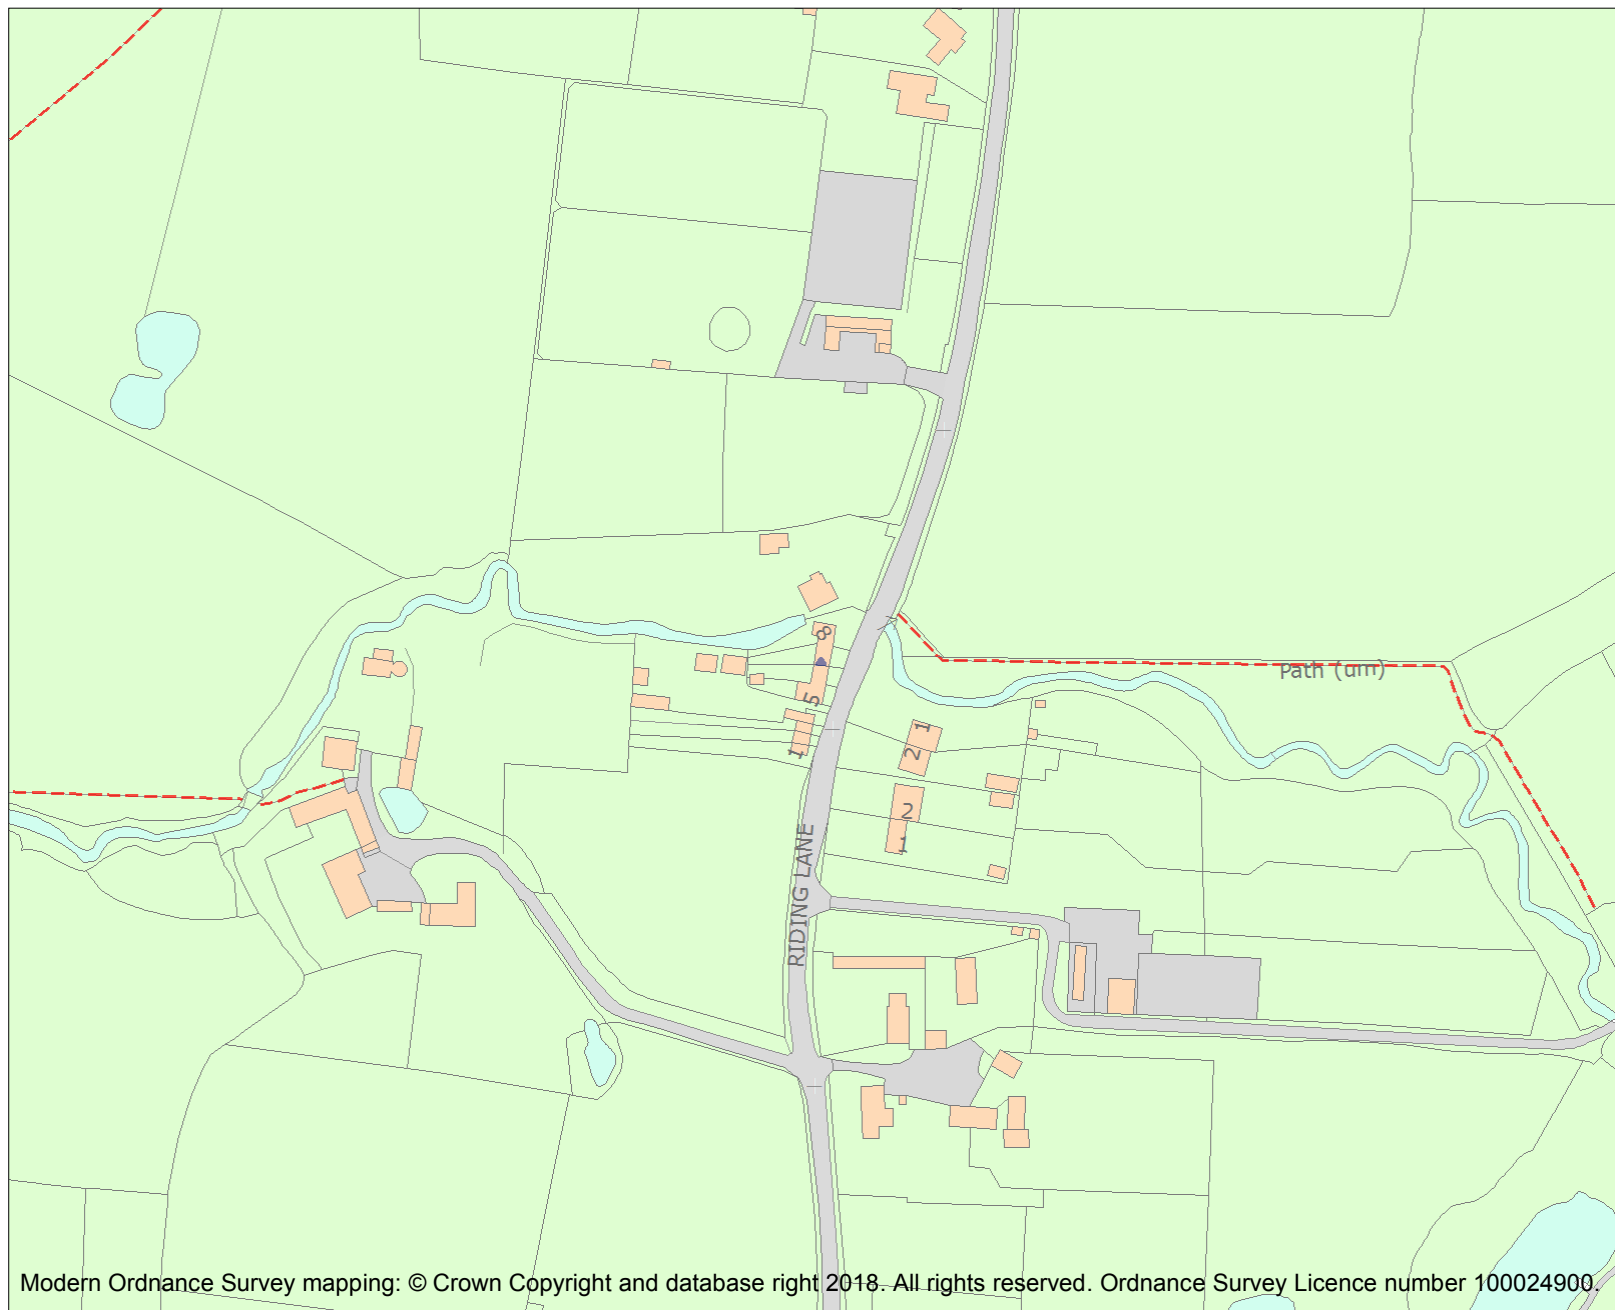 8
Path (um)
5
1
1
2
2
1
RIDING LANE
Modern Ordnance Survey mapping: © Crown Copyright and database right 2018. All rights reserved. Ordnance Survey Licence number 100024900.